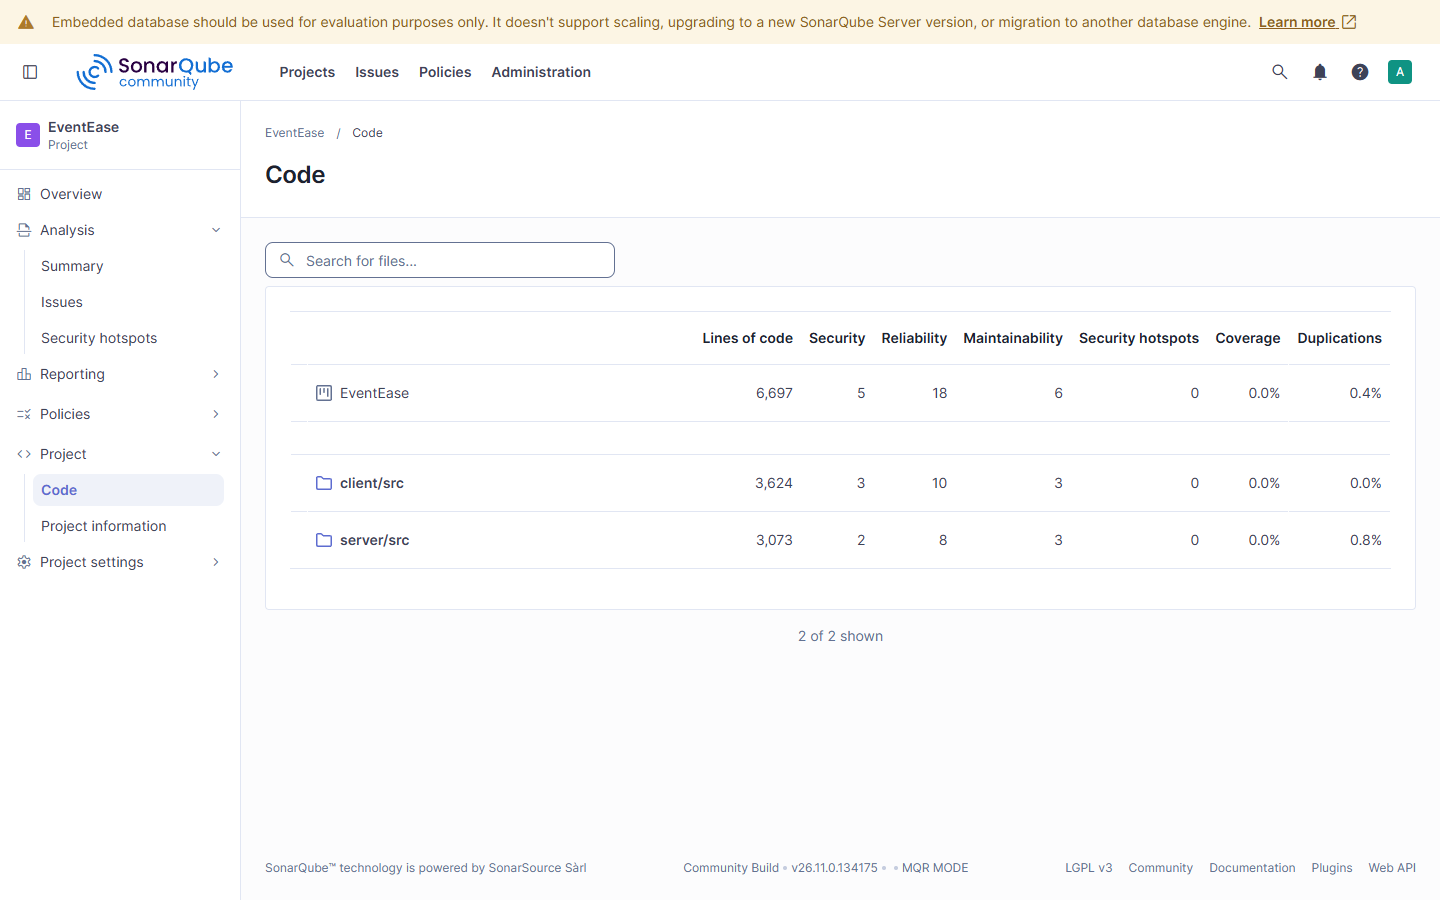 Embedded database should be used for evaluation purposes only. It doesn't support scaling, upgrading to a new SonarQube Server version, or migration to another database engine. Learn more
SonarQube community
Projects Issues Policies Administration
A
E
EventEase
Project
Overview
Analysis
Summary
Issues
Security hotspots
Reporting
Policies
Project
Code
Project information
Project settings
EventEase / Code
Code
Search for files...
Lines of code Security Reliability Maintainability Security hotspots Coverage Duplications
EventEase 6,697 5 18 6 0 0.0% 0.4%
client/src 3,624 3 10 3 0 0.0% 0.0%
server/src 3,073 2 8 3 0 0.0% 0.8%
2 of 2 shown
SonarQube™ technology is powered by SonarSource Sàrl
Community Build • v26.11.0.134175 • • MQR MODE
LGPL v3 Community Documentation Plugins Web API